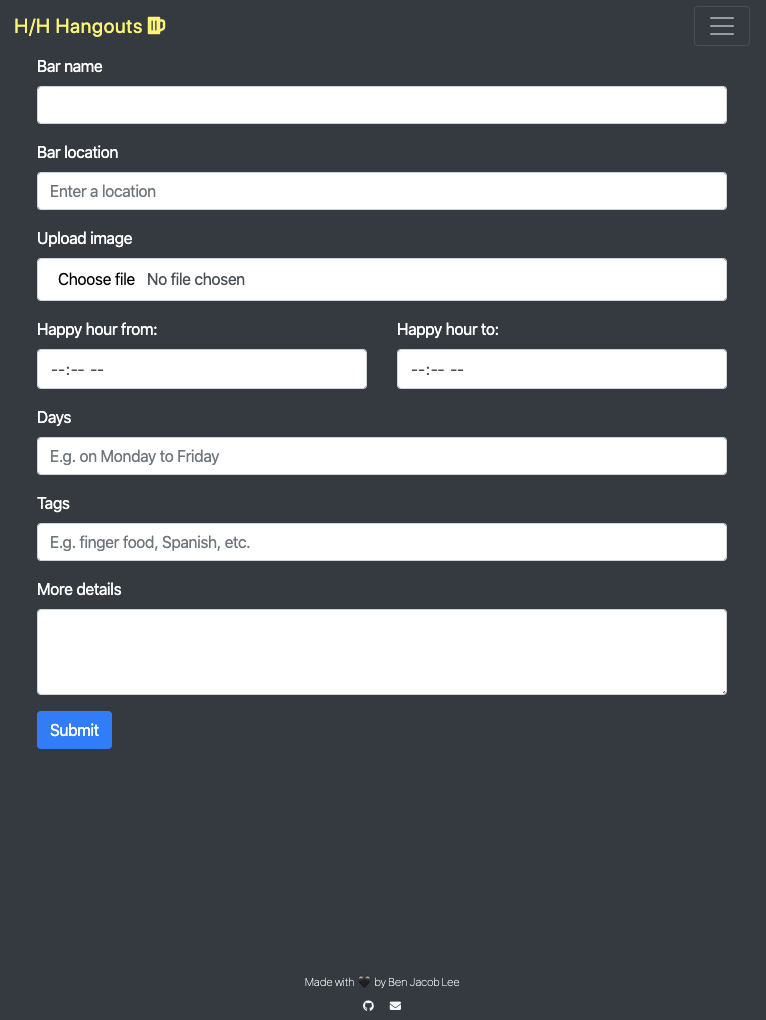 H/H Hangouts
Bar name
Bar location
Enter a location
Upload image
Choose file No file chosen
Happy hour from: Happy hour to:
--:-- -- --:-- --
Days
E.g. on Monday to Friday
Tags
E.g. finger food, Spanish, etc.
More details
Submit
Made with 🖤 by Ben Jacob Lee